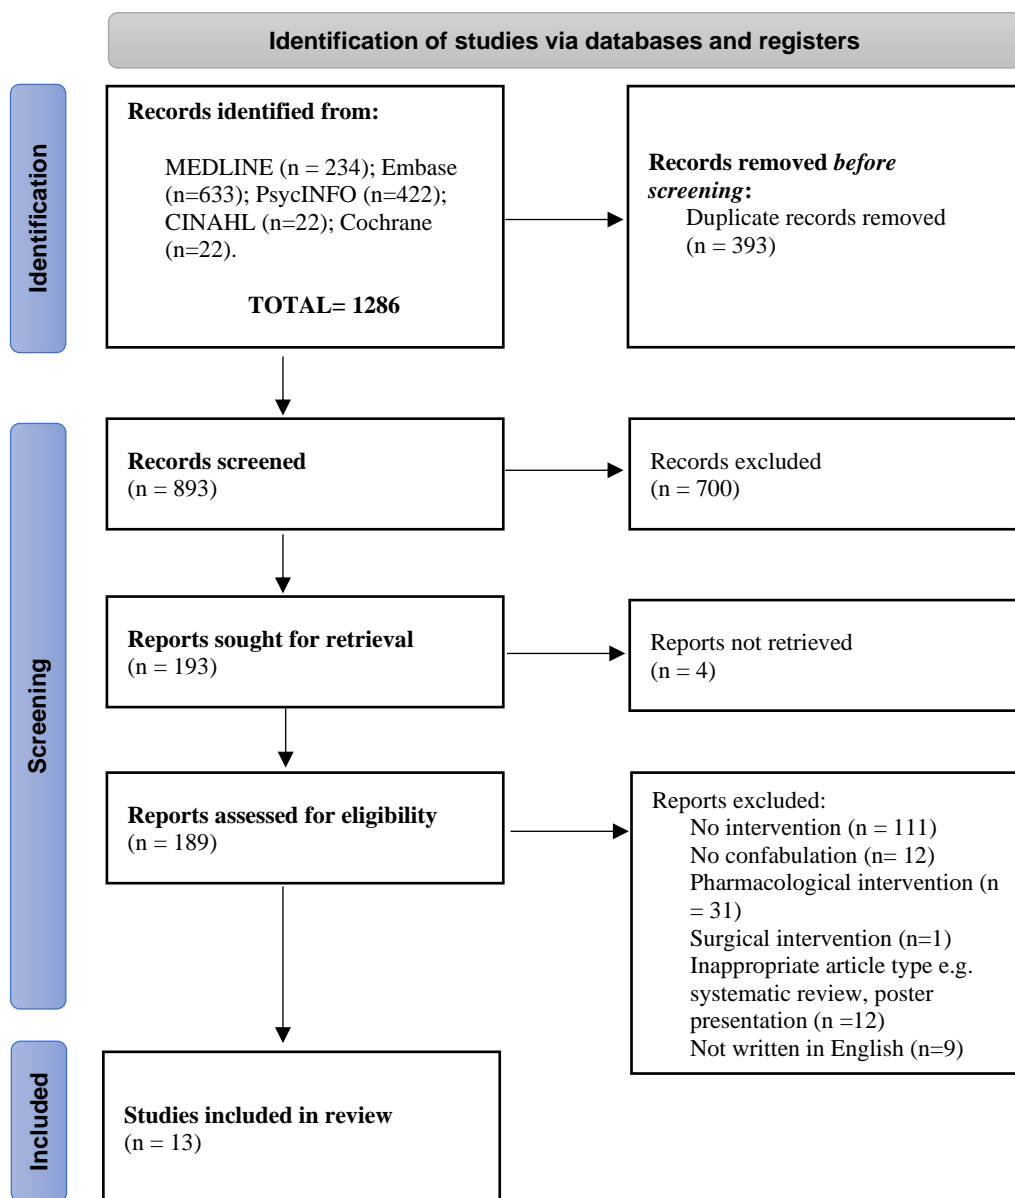 Identification of studies via databases and registers
Identification
Records identified from:
MEDLINE (n = 234); Embase
(n=633); PsycINFO (n=422);
CINAHL (n=22); Cochrane
(n=22).
TOTAL= 1286
Records removed before
screening:
Duplicate records removed
(n = 393)
Screening
Records screened
(n = 893)
Records excluded
(n = 700)
Reports sought for retrieval
(n = 193)
Reports not retrieved
(n = 4)
Reports assessed for eligibility
(n = 189)
Reports excluded:
No intervention (n = 111)
No confabulation (n= 12)
Pharmacological intervention (n
= 31)
Surgical intervention (n=1)
Inappropriate article type e.g.
systematic review, poster
presentation (n =12)
Not written in English (n=9)
Included
Studies included in review
(n = 13)